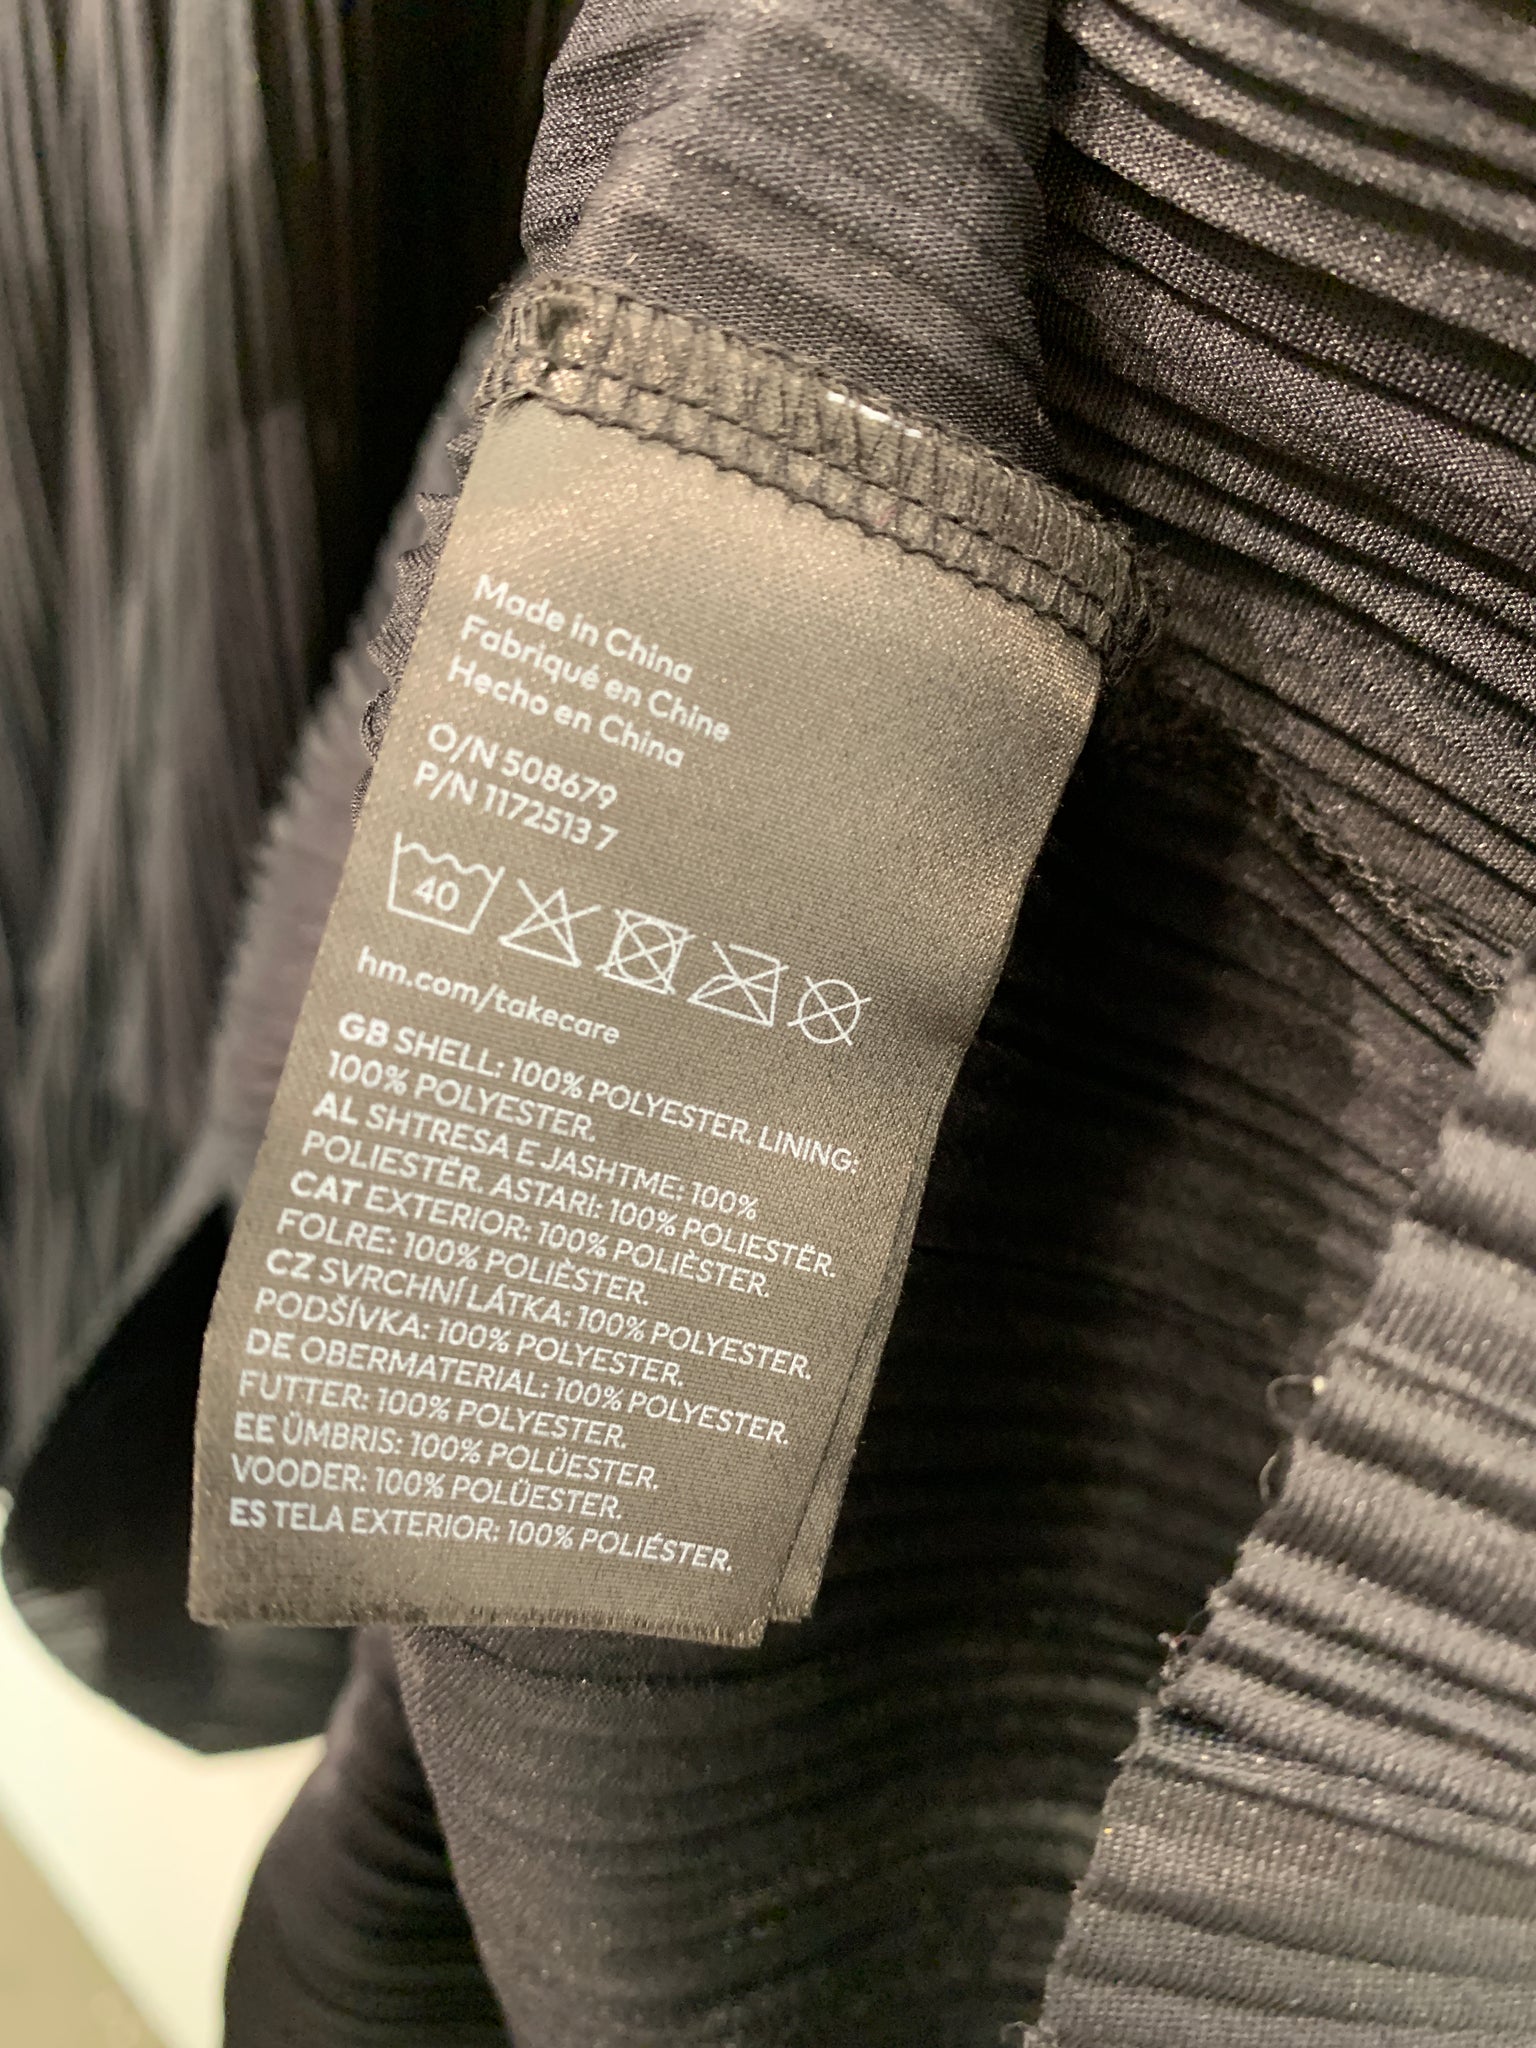 Made in China
Fabriqué en Chine
Hecho en China
O/N 508679
P/N 1172513 7
40
hm.com/takecare
GB SHELL: 100% POLYESTER. LINING:
100% POLYESTER.
AL SHTRESA E JASHTME: 100%
POLIESTËR. ASTARI: 100% POLIESTËR.
CAT EXTERIOR: 100% POLIÈSTER.
FOLRE: 100% POLIÈSTER.
CZ SVRCHNÍ LÁTKA: 100% POLYESTER.
PODŠÍVKA: 100% POLYESTER.
DE OBERMATERIAL: 100% POLYESTER.
FUTTER: 100% POLYESTER.
EE ÜMBRIS: 100% POLÜESTER.
VOODER: 100% POLÜESTER.
ES TELA EXTERIOR: 100% POLIÉSTER.